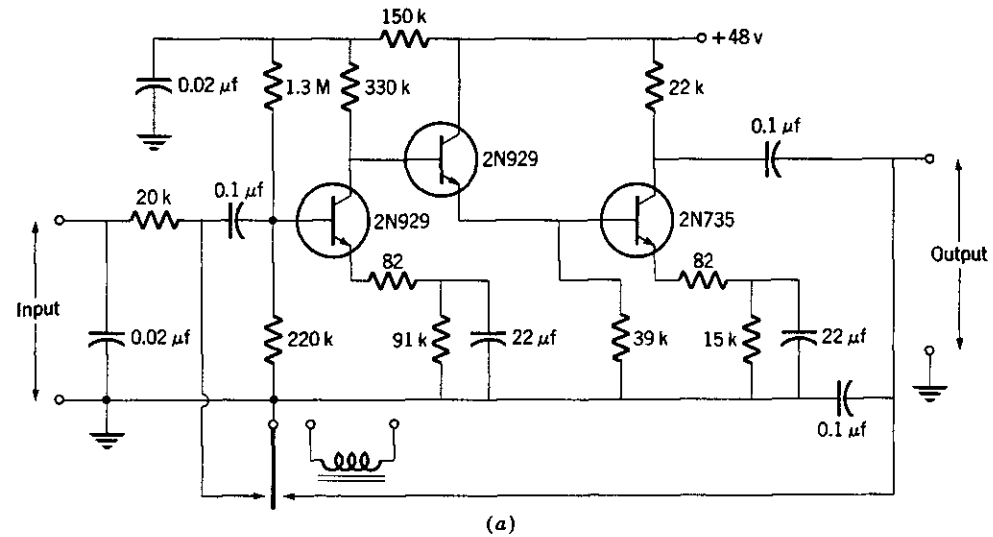 150 k
+48 v
0.02 μf
1.3 M
330 k
22 k
0.1 μf
2N929
20 k
0.1 μf
2N929
2N735
82
82
Output
Input
0.02 μf
220 k
91 k
22 μf
39 k
15 k
22 μf
0.1 μf
(a)